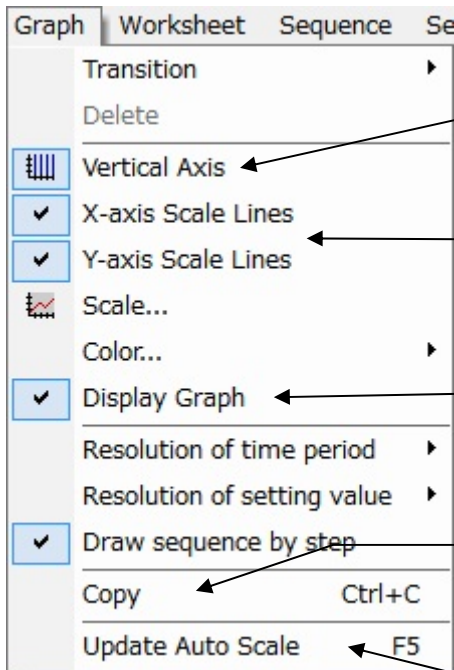 Graph Worksheet Sequence Se
Transition
Delete
Vertical Axis
X-axis Scale Lines
Y-axis Scale Lines
Scale...
Color...
Display Graph
Resolution of time period
Resolution of setting value
Draw sequence by step
Copy Ctrl+C
Update Auto Scale F5